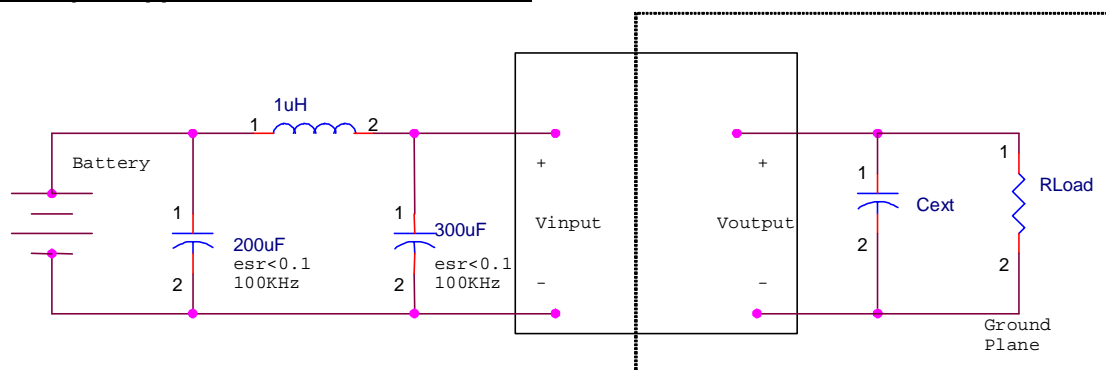 1uH
1 2
Battery
+ +
1 1 1 1
RLoad
Cext
Vinput Voutput
200uF 300uF
esr<0.1 esr<0.1
100KHz 100KHz
2 2 2 2
- -
Ground
Plane